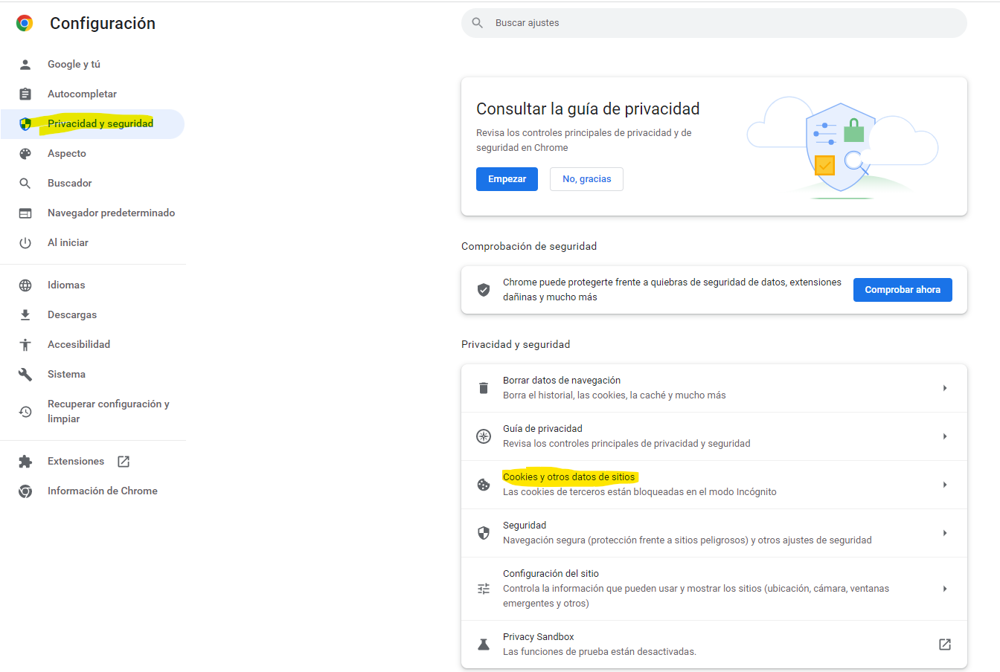 Configuración
Buscar ajustes
Google y tú
Autocompletar
Privacidad y seguridad
Aspecto
Buscador
Navegador predeterminado
Al iniciar
Idiomas
Descargas
Accesibilidad
Sistema
Recuperar configuración y
limpiar
Extensiones
Información de Chrome
Consultar la guía de privacidad
Revisa los controles principales de privacidad y de
seguridad en Chrome
Empezar
No, gracias
Comprobación de seguridad
Chrome puede protegerte frente a quiebras de seguridad de datos, extensiones
dañinas y mucho más
Comprobar ahora
Privacidad y seguridad
Borrar datos de navegación
Borra el historial, las cookies, la caché y mucho más
Guía de privacidad
Revisa los controles principales de privacidad y seguridad
Cookies y otros datos de sitios
Las cookies de terceros están bloqueadas en el modo Incógnito
Seguridad
Navegación segura (protección frente a sitios peligrosos) y otros ajustes de seguridad
Configuración del sitio
Controla la información que pueden usar y mostrar los sitios (ubicación, cámara, ventanas
emergentes y otros)
Privacy Sandbox
Las funciones de prueba están desactivadas.